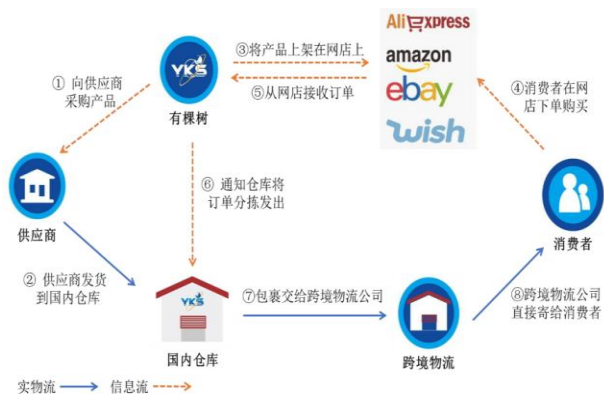 AliExpress
③将产品上架在网店上
YKS
amazon
① 向供应商
采购产品
⑤从网店接收订单
ebay
④消费者在网
店下单购买
有棵树
wish
⑥ 通知仓库将
订单分拣发出
供应商
消费者
② 供应商发货
到国内仓库
YKS
⑦包裹交给跨境物流公司
⑧跨境物流公司
直接寄给消费者
国内仓库
跨境物流
实物流
信息流